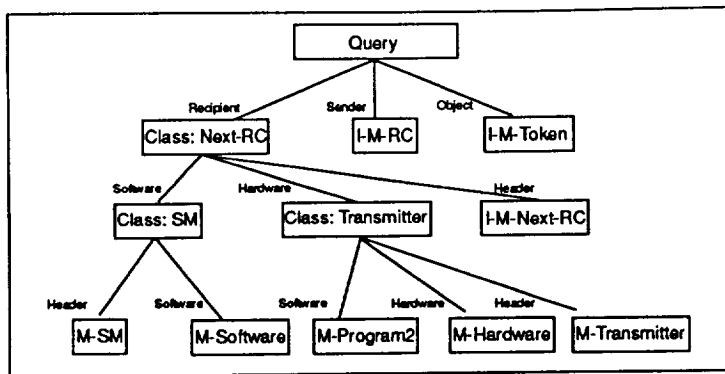 Query
Recipient Sender Object
Class: Next-RC I-M-RC I-M-Token
Software Hardware Header
Class: SM Class: Transmitter I-M-Next-RC
Header Software Software Hardware Header
M-SM M-Software M-Program2 M-Hardware M-Transmitter